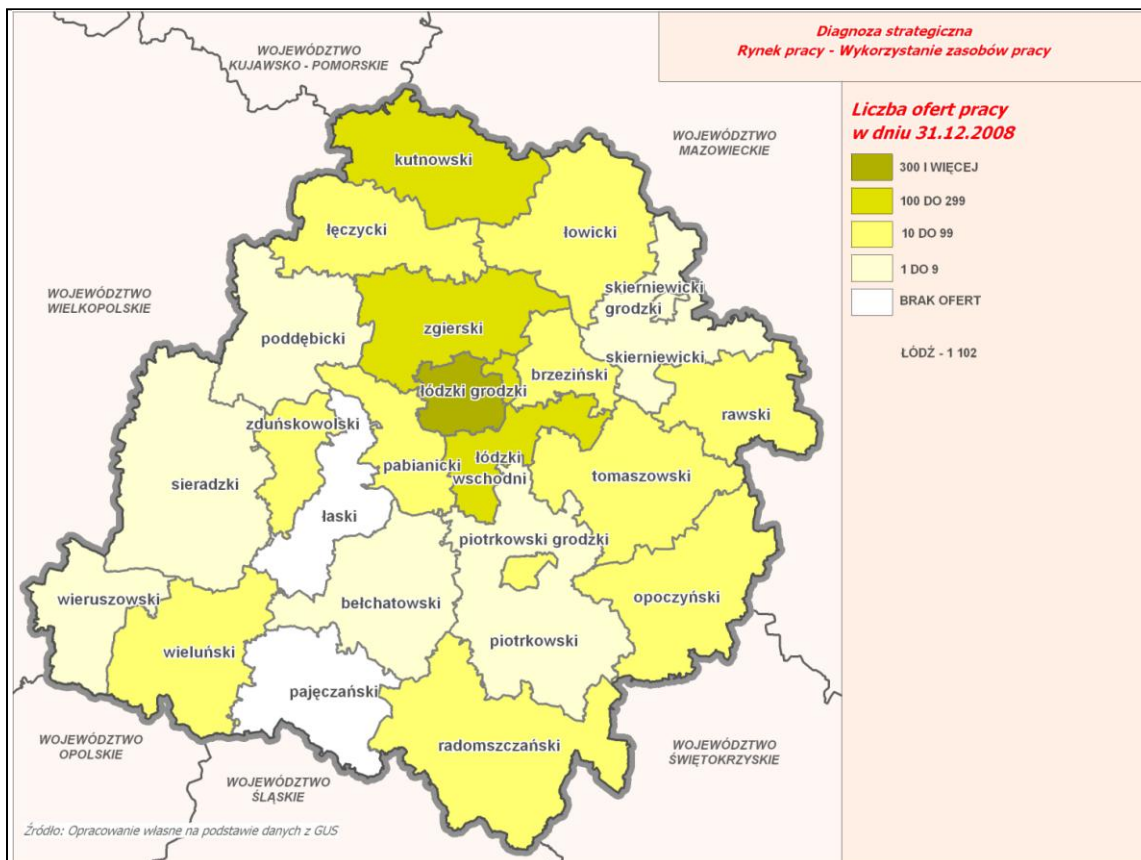 Diagnoza strategiczna
Rynek pracy - Wykorzystanie zasobów pracy
Liczba ofert pracy
w dniu 31.12.2008
300 I WIĘCEJ
100 DO 299
10 DO 99
1 DO 9
BRAK OFERT
ŁÓDŹ - 1 102
WOJEWÓDZTWO
KUJAWSKO - POMORSKIE
WOJEWÓDZTWO
MAZOWIECKIE
kutnowski
łęczycki
łowicki
skierniewicki
grodzki
WOJEWÓDZTWO
WIELKOPOLSKIE
zgierski
poddębicki
skierniewicki
brzeziński
łódzki grodzki
rawski
zduńskowolski
pabianicki
łódzki
wschodni
tomaszowski
sieradzki
łaski
piotrkowski grodzki
wieruszowski
bełchatowski
opoczyński
piotrkowski
wieluński
pajęczański
radomszczański
WOJEWÓDZTWO
OPOLSKIE
WOJEWÓDZTWO
ŚLĄSKIE
WOJEWÓDZTWO
ŚWIĘTOKRZYSKIE
Źródło: Opracowanie własne na podstawie danych z GUS